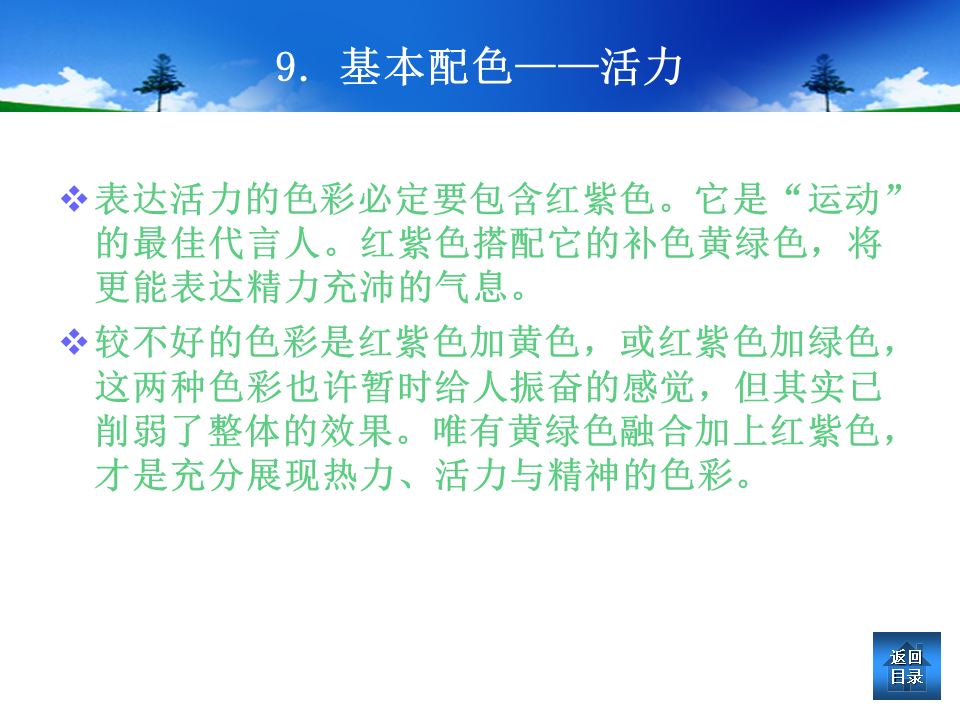 9. 基本配色——活力
表达活力的色彩必定要包含红紫色。它是“运动”
的最佳代言人。红紫色搭配它的补色黄绿色，将
更能表达精力充沛的气息。
较不好的色彩是红紫色加黄色，或红紫色加绿色，
这两种色彩也许暂时给人振奋的感觉，但其实已
削弱了整体的效果。唯有黄绿色融合加上红紫色，
才是充分展现热力、活力与精神的色彩。
返回
目录